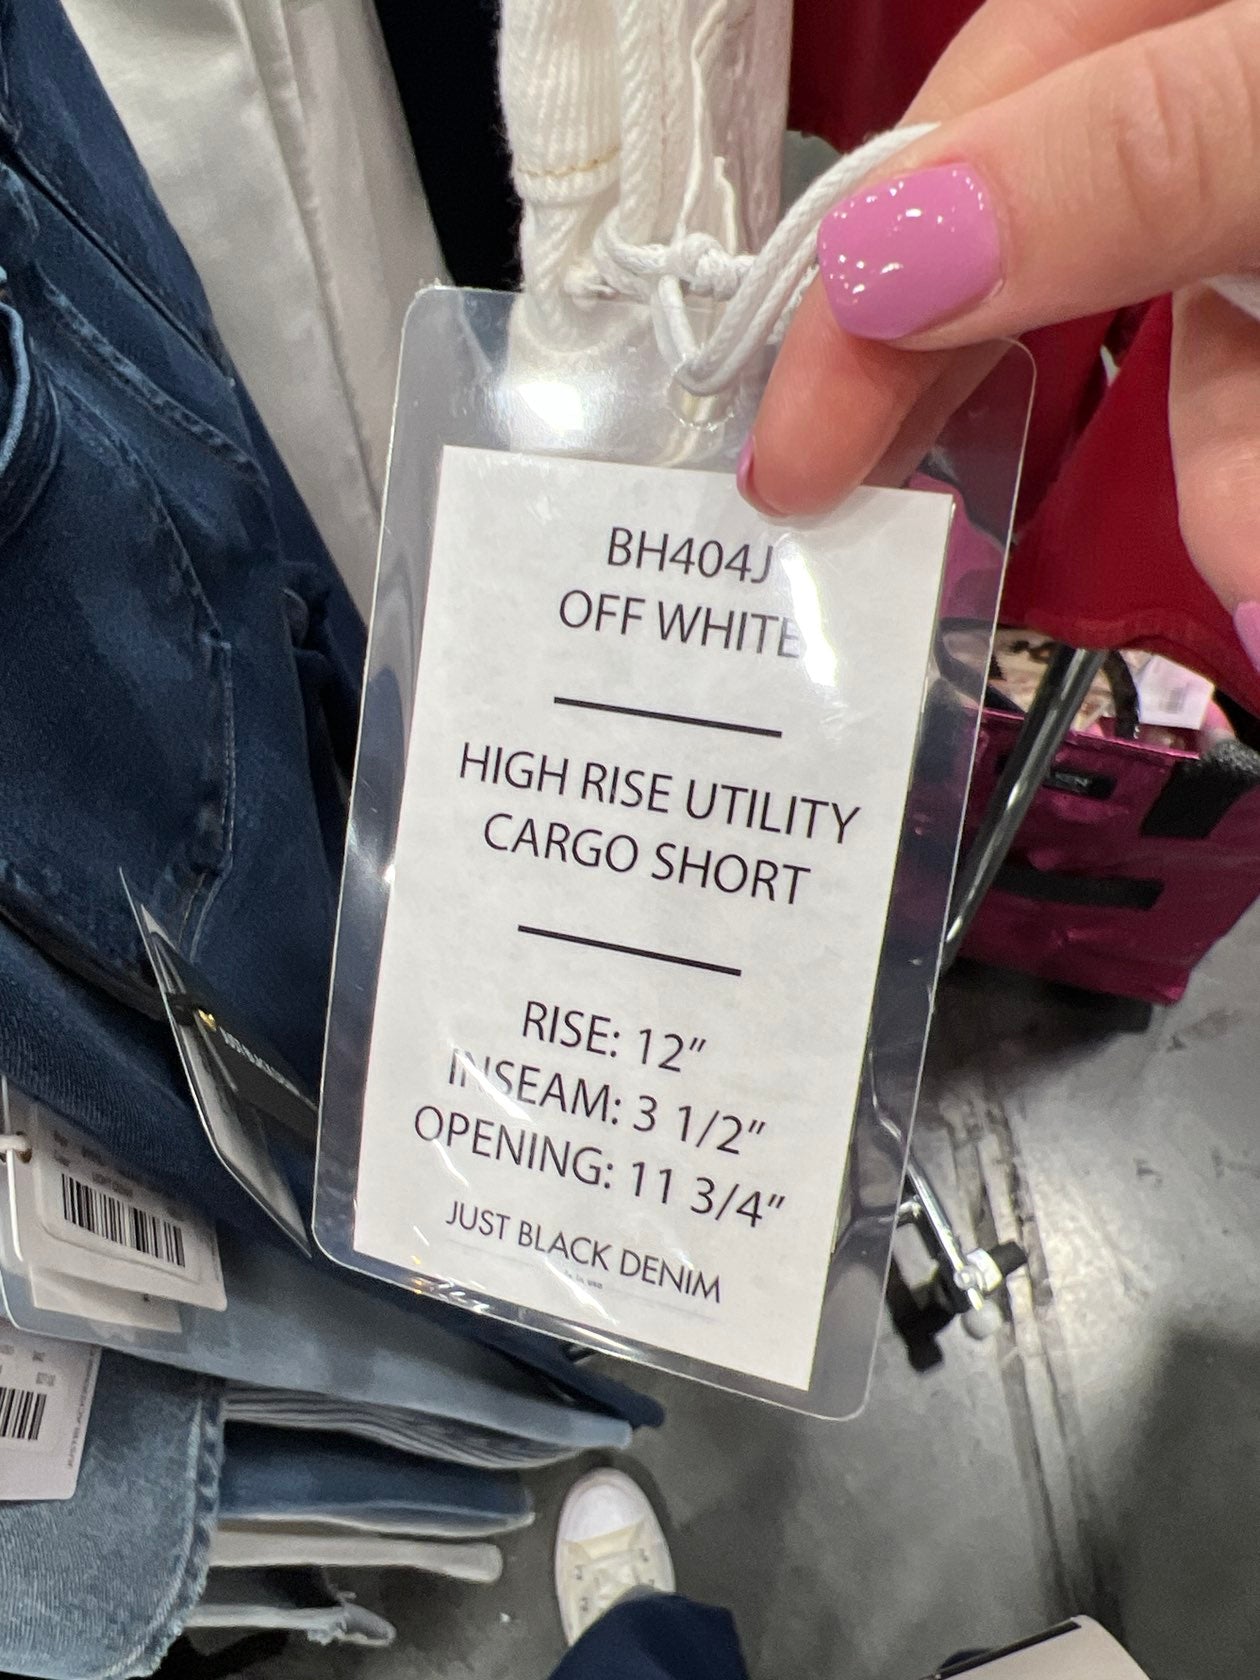 BH404J
OFF WHITE
HIGH RISE UTILITY
CARGO SHORT
RISE: 12"
INSEAM: 3 1/2"
OPENING: 11 3/4"
JUST BLACK DENIM